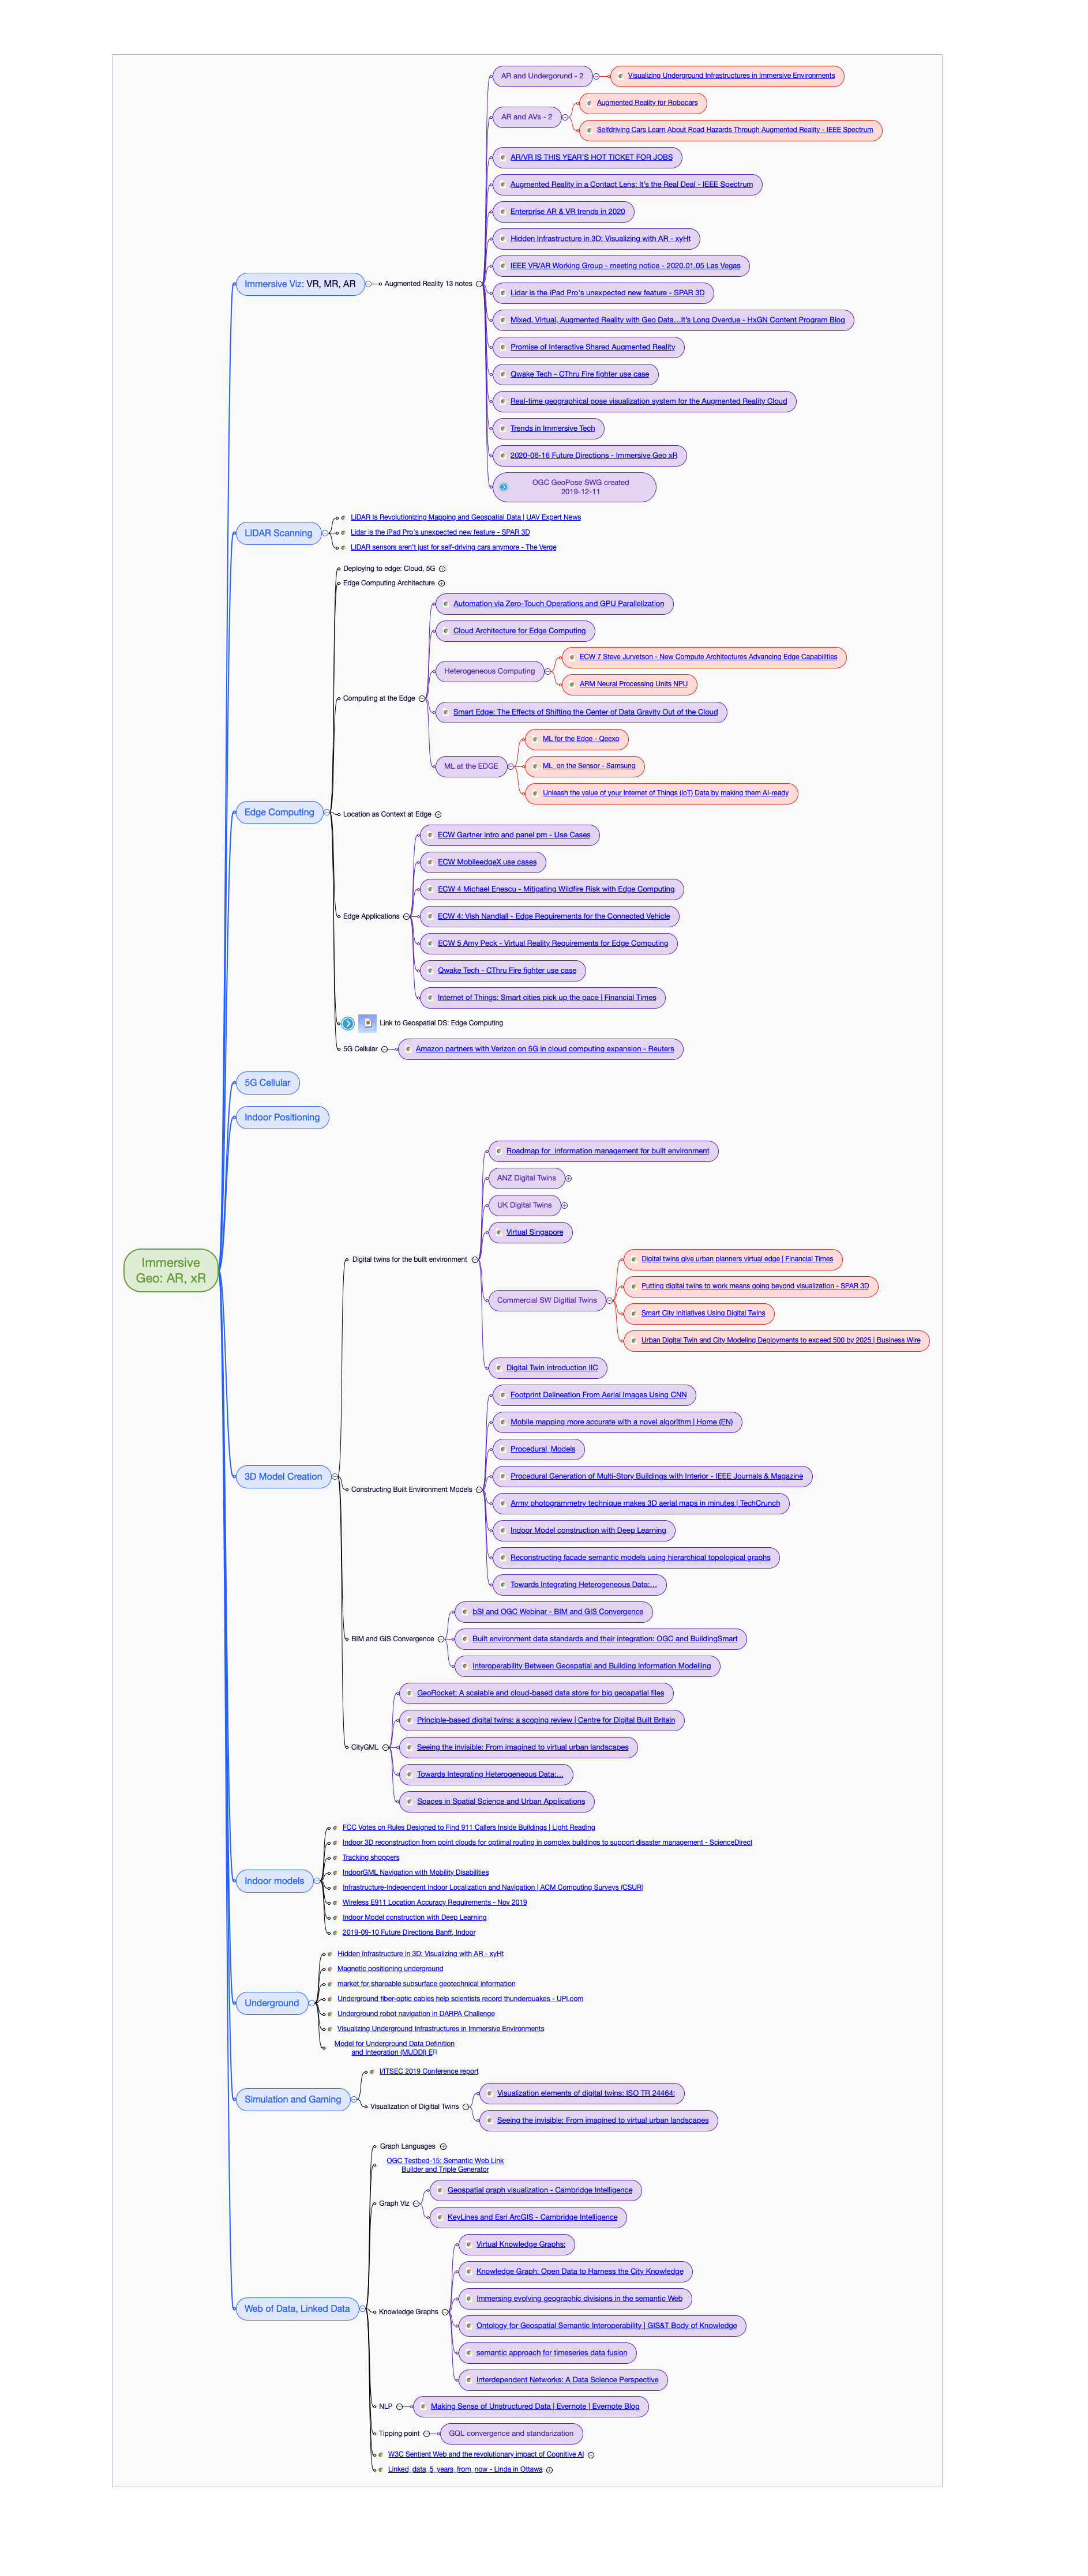 AR and Undergorund - 2
Visualizing Underground Infrastructures in Immersive Environments
AR and AVs - 2
Augmented Reality for Robocars
Selfdriving Cars Learn About Road Hazards Through Augmented Reality - IEEE Spectrum
AR/VR IS THIS YEAR'S HOT TICKET FOR JOBS
Augmented Reality in a Contact Lens: It's the Real Deal - IEEE Spectrum
Enterprise AR & VR trends in 2020
Hidden Infrastructure in 3D: Visualizing with AR - xyHt
IEEE VR/AR Working Group - meeting notice - 2020.01.05 Las Vegas
Immersive Viz: VR, MR, AR
Augmented Reality 13 notes
Lidar is the iPad Pro's unexpected new feature - SPAR 3D
Mixed, Virtual, Augmented Reality with Geo Data…It's Long Overdue - HxGN Content Program Blog
Promise of Interactive Shared Augmented Reality
Qwake Tech - CThru Fire fighter use case
Real-time geographical pose visualization system for the Augmented Reality Cloud
Trends in Immersive Tech
2020-06-16 Future Directions - Immersive Geo xR
OGC GeoPose SWG created
2019-12-11
LIDAR Scanning
LiDAR Is Revolutionizing Mapping and Geospatial Data | UAV Expert News
Lidar is the iPad Pro's unexpected new feature - SPAR 3D
LIDAR sensors aren't just for self-driving cars anymore - The Verge
Deploying to edge: Cloud, 5G
Edge Computing Architecture
Automation via Zero-Touch Operations and GPU Parallelization
Cloud Architecture for Edge Computing
Heterogeneous Computing
ECW 7 Steve Jurvetson - New Compute Architectures Advancing Edge Capabilities
ARM Neural Processing Units NPU
Computing at the Edge
Smart Edge: The Effects of Shifting the Center of Data Gravity Out of the Cloud
ML at the EDGE
ML for the Edge - Qeexo
ML  on the Sensor - Samsung
Unleash the value of your Internet of Things (IoT) Data by making them AI-ready
Edge Computing
Location as Context at Edge
ECW Gartner intro and panel pm - Use Cases
ECW MobileedgeX use cases
ECW 4 Michael Enescu - Mitigating Wildfire Risk with Edge Computing
Edge Applications
ECW 4: Vish Nandlall - Edge Requirements for the Connected Vehicle
ECW 5 Amy Peck - Virtual Reality Requirements for Edge Computing
Qwake Tech - CThru Fire fighter use case
Internet of Things: Smart cities pick up the pace | Financial Times
Link to Geospatial DS: Edge Computing
5G Cellular
Amazon partners with Verizon on 5G in cloud computing expansion - Reuters
5G Cellular
Indoor Positioning
Immersive
Geo: AR, xR
Roadmap for  information management for built environment
ANZ Digital Twins
UK Digital Twins
Virtual Singapore
Digital twins for the built environment
Commercial SW Digitial Twins
Digital twins give urban planners virtual edge | Financial Times
Putting digital twins to work means going beyond visualization - SPAR 3D
Smart City Initiatives Using Digital Twins
Urban Digital Twin and City Modeling Deployments to exceed 500 by 2025 | Business Wire
Digital Twin introduction IIC
3D Model Creation
Constructing Built Environment Models
Footprint Delineation From Aerial Images Using CNN
Mobile mapping more accurate with a novel algorithm | Home (EN)
Procedural  Models
Procedural Generation of Multi-Story Buildings with Interior - IEEE Journals & Magazine
Army photogrammetry technique makes 3D aerial maps in minutes | TechCrunch
Indoor Model construction with Deep Learning
Reconstructing facade semantic models using hierarchical topological graphs
Towards Integrating Heterogeneous Data:…
BIM and GIS Convergence
bSI and OGC Webinar - BIM and GIS Convergence
Built environment data standards and their integration: OGC and BuildingSmart
Interoperability Between Geospatial and Building Information Modelling
CityGML
GeoRocket: A scalable and cloud-based data store for big geospatial files
Principle-based digital twins: a scoping review | Centre for Digital Built Britain
Seeing the invisible: From imagined to virtual urban landscapes
Towards Integrating Heterogeneous Data:…
Spaces in Spatial Science and Urban Applications
Indoor models
FCC Votes on Rules Designed to Find 911 Callers Inside Buildings | Light Reading
Indoor 3D reconstruction from point clouds for optimal routing in complex buildings to support disaster management - ScienceDirect
Tracking shoppers
IndoorGML Navigation with Mobility Disabilities
Infrastructure-Independent Indoor Localization and Navigation | ACM Computing Surveys (CSUR)
Wireless E911 Location Accuracy Requirements - Nov 2019
Indoor Model construction with Deep Learning
2019-09-10 Future Directions Banff, Indoor
Underground
Hidden Infrastructure in 3D: Visualizing with AR - xyHt
Magnetic positioning underground
market for shareable subsurface geotechnical information
Underground fiber-optic cables help scientists record thunderquakes - UPI.com
Underground robot navigation in DARPA Challenge
Visualizing Underground Infrastructures in Immersive Environments
Model for Underground Data Definition
and Integration (MUDDI) ER
Simulation and Gaming
I/ITSEC 2019 Conference report
Visualization of Digitial Twins
Visualization elements of digital twins: ISO TR 24464:
Seeing the invisible: From imagined to virtual urban landscapes
Web of Data, Linked Data
Graph Languages
OGC Testbed-15: Semantic Web Link
Builder and Triple Generator
Graph Viz
Geospatial graph visualization - Cambridge Intelligence
KeyLines and Esri ArcGIS - Cambridge Intelligence
Knowledge Graphs
Virtual Knowledge Graphs:
Knowledge Graph: Open Data to Harness the City Knowledge
Immersing evolving geographic divisions in the semantic Web
Ontology for Geospatial Semantic Interoperability | GIS&T Body of Knowledge
semantic approach for timeseries data fusion
Interdependent Networks: A Data Science Perspective
NLP
Making Sense of Unstructured Data | Evernote | Evernote Blog
Tipping point
GQL convergence and standarization
W3C Sentient Web and the revolutionary impact of Cognitive AI
Linked, data, 5, years, from, now - Linda in Ottawa